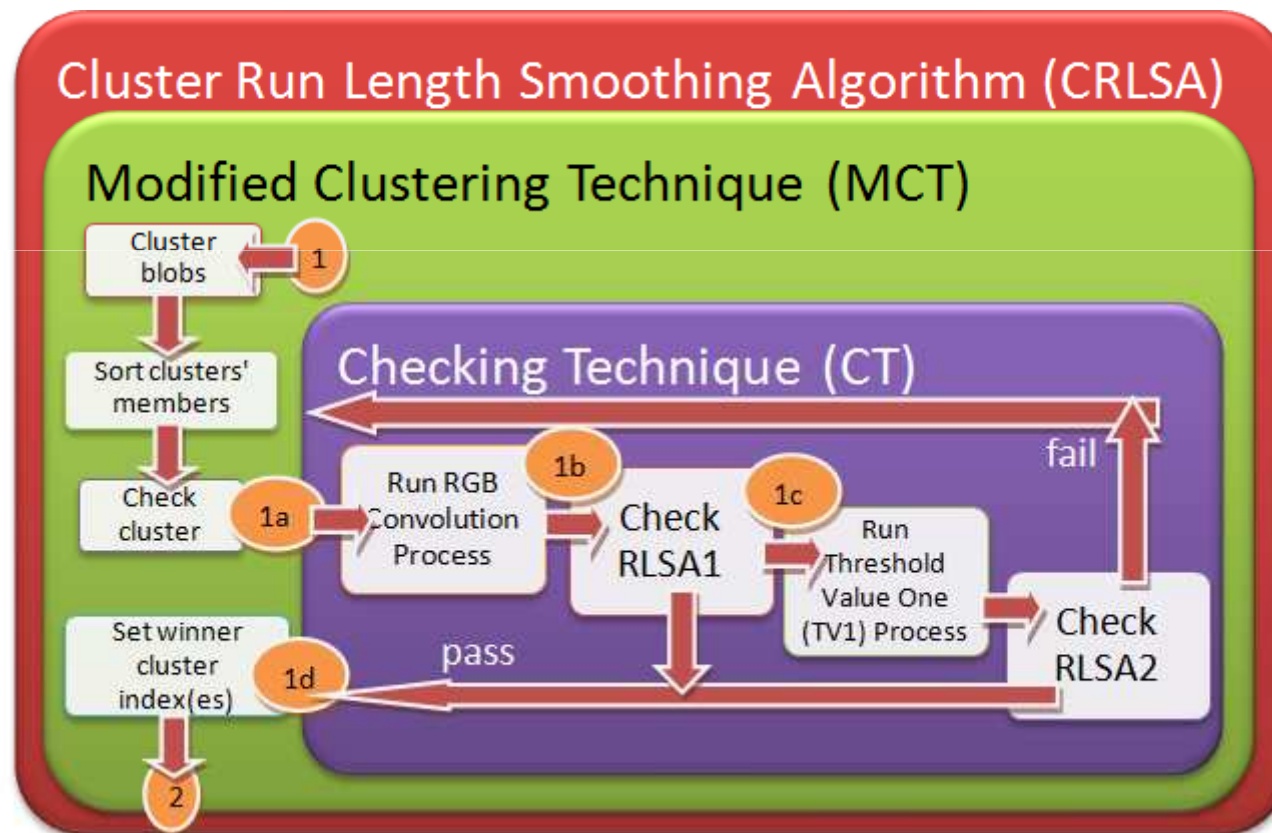 Cluster Run Length Smoothing Algorithm (CRLSA)
Modified Clustering Technique (MCT)
Cluster
blobs
1
Sort clusters'
members
Check
cluster
1a
Checking Technique (CT)
Run RGB
Convolution
Process
1b
Check
RLSA1
1c
Run
Threshold
Value One
(TV1) Process
Check
RLSA2
fail
pass
Set winner
cluster
index(es)
1d
2